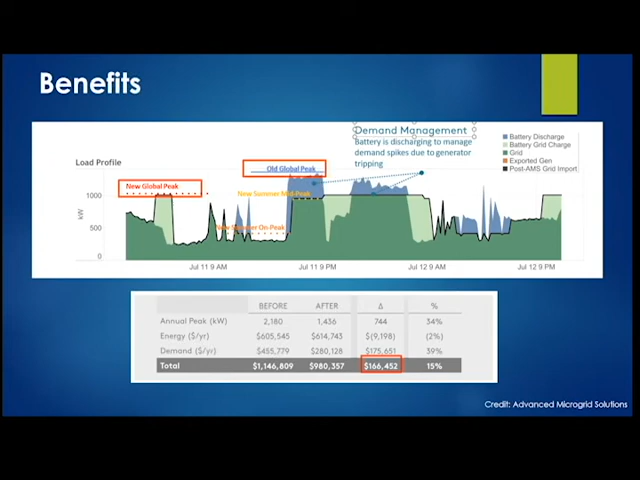 Benefits
Demand Management
Battery is discharging to manage
demand spikes due to generator
tripping
Battery Discharge
Battery Grid Charge
Grid
Exported Gen
Post-AMS Grid Import
Load Profile
Old Global Peak
New Global Peak
New Summer Mid-Peak
New Summer On-Peak
kW
1000
500
0
Jul 11 9 AM
Jul 11 9 PM
Jul 12 9 AM
Jul 12 9 PM
BEFORE AFTER Δ %
Annual Peak (kW) 2,180 1,436 744 34%
Energy ($/yr) $605,545 $614,743 $(9,198) (2%)
Demand ($/yr) $455,779 $280,128 $175,651 39%
Total $1,146,809 $980,357 $166,452 15%
Credit: Advanced Microgrid Solutions